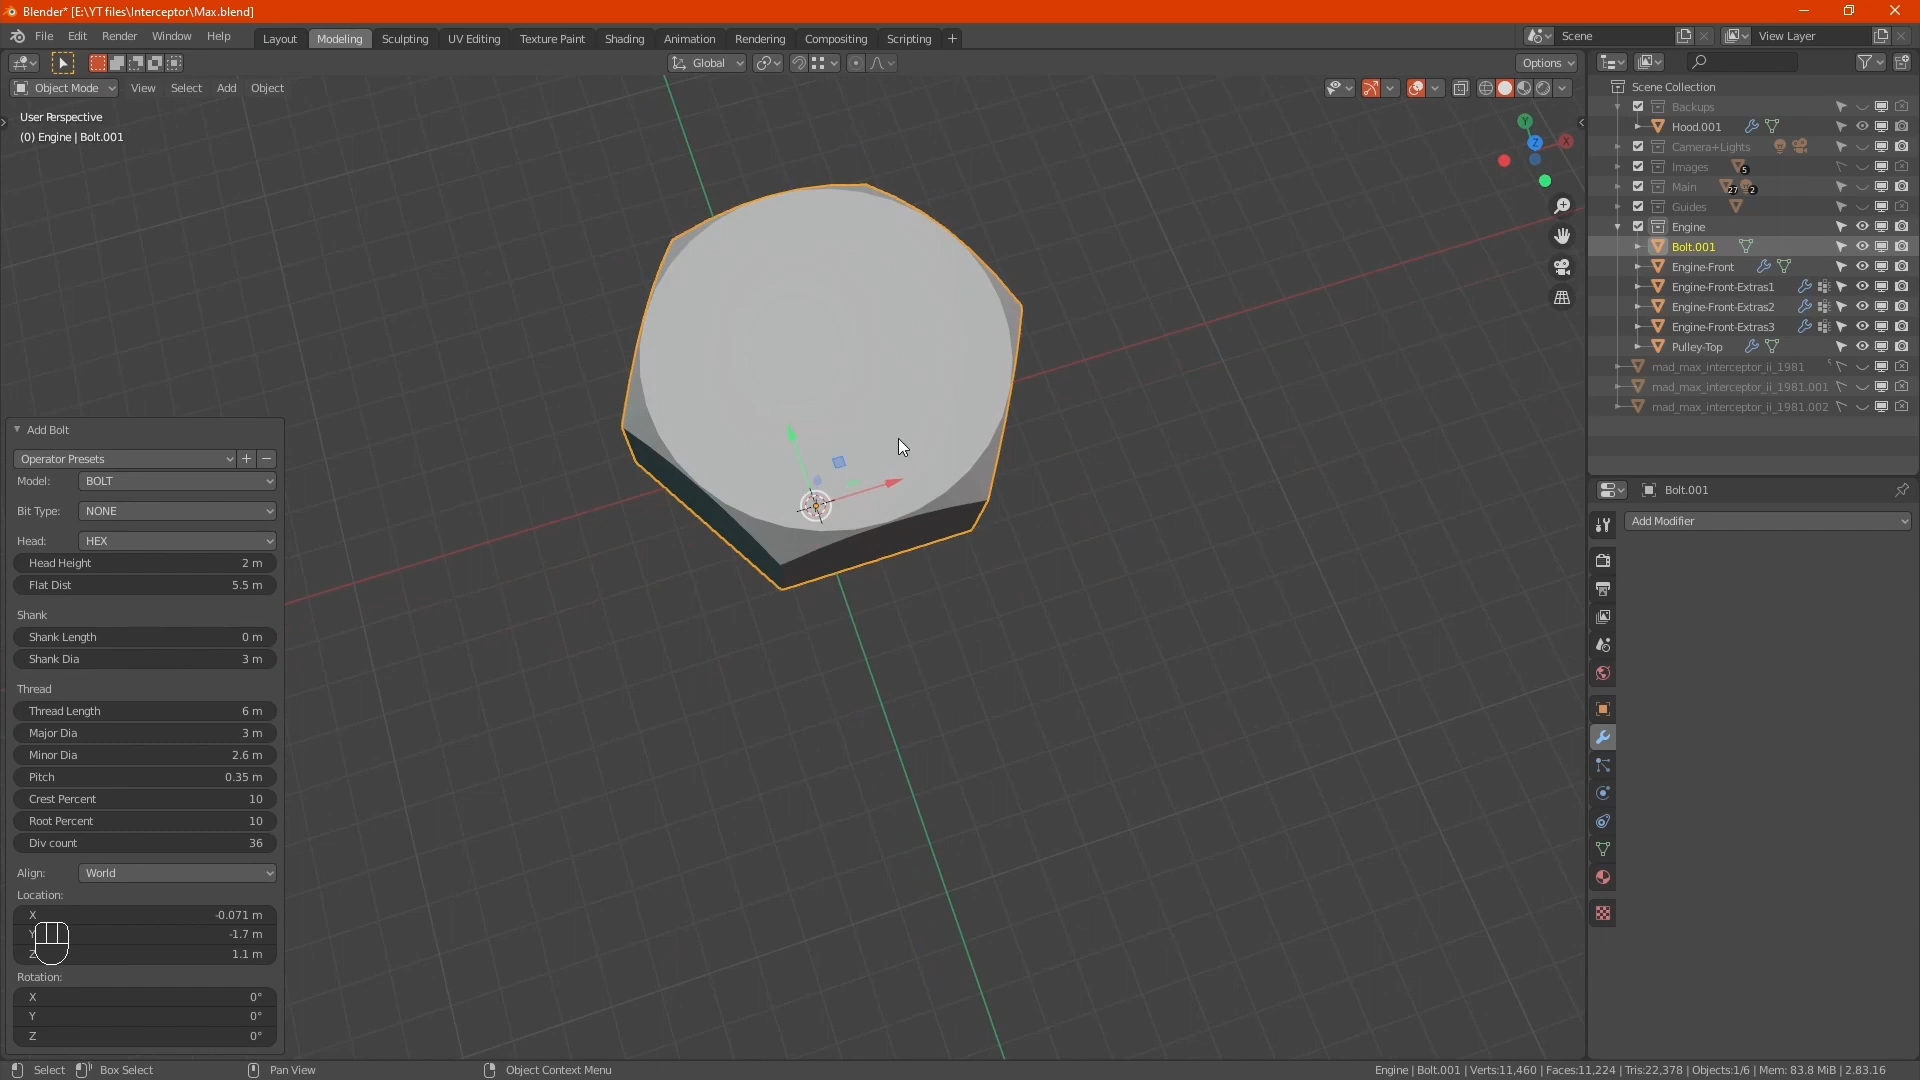 Blender* [E:\YT files\Interceptor\Max.blend]
File Edit Render Window Help
Layout Modeling Sculpting UV Editing Texture Paint Shading Animation Rendering Compositing Scripting
Scene
View Layer
Global
Options
Object Mode View Select Add Object
User Perspective
(0) Engine | Bolt.001
Y
Z
X
Scene Collection
Backups
Hood.001
Camera+Lights
Images
5
Main
27
2
Guides
Engine
Bolt.001
Engine-Front
Engine-Front-Extras1
Engine-Front-Extras2
Engine-Front-Extras3
Pulley-Top
mad_max_interceptor_ii_1981
mad_max_interceptor_ii_1981.001
mad_max_interceptor_ii_1981.002
Bolt.001
Add Modifier
Add Bolt
Operator Presets
Model: BOLT
Bit Type: NONE
Head: HEX
Head Height 2 m
Flat Dist 5.5 m
Shank
Shank Length 0 m
Shank Dia 3 m
Thread
Thread Length 6 m
Major Dia 3 m
Minor Dia 2.6 m
Pitch 0.35 m
Crest Percent 10
Root Percent 10
Div count 36
Align: World
Location:
X -0.071 m
Y -1.7 m
Z 1.1 m
Rotation:
X 0°
Y 0°
Z 0°
Select Box Select Pan View Object Context Menu
Engine | Bolt.001 | Verts:11,460 | Faces:11,224 | Tris:22,378 | Objects:1/6 | Mem: 83.8 MiB | 2.83.16